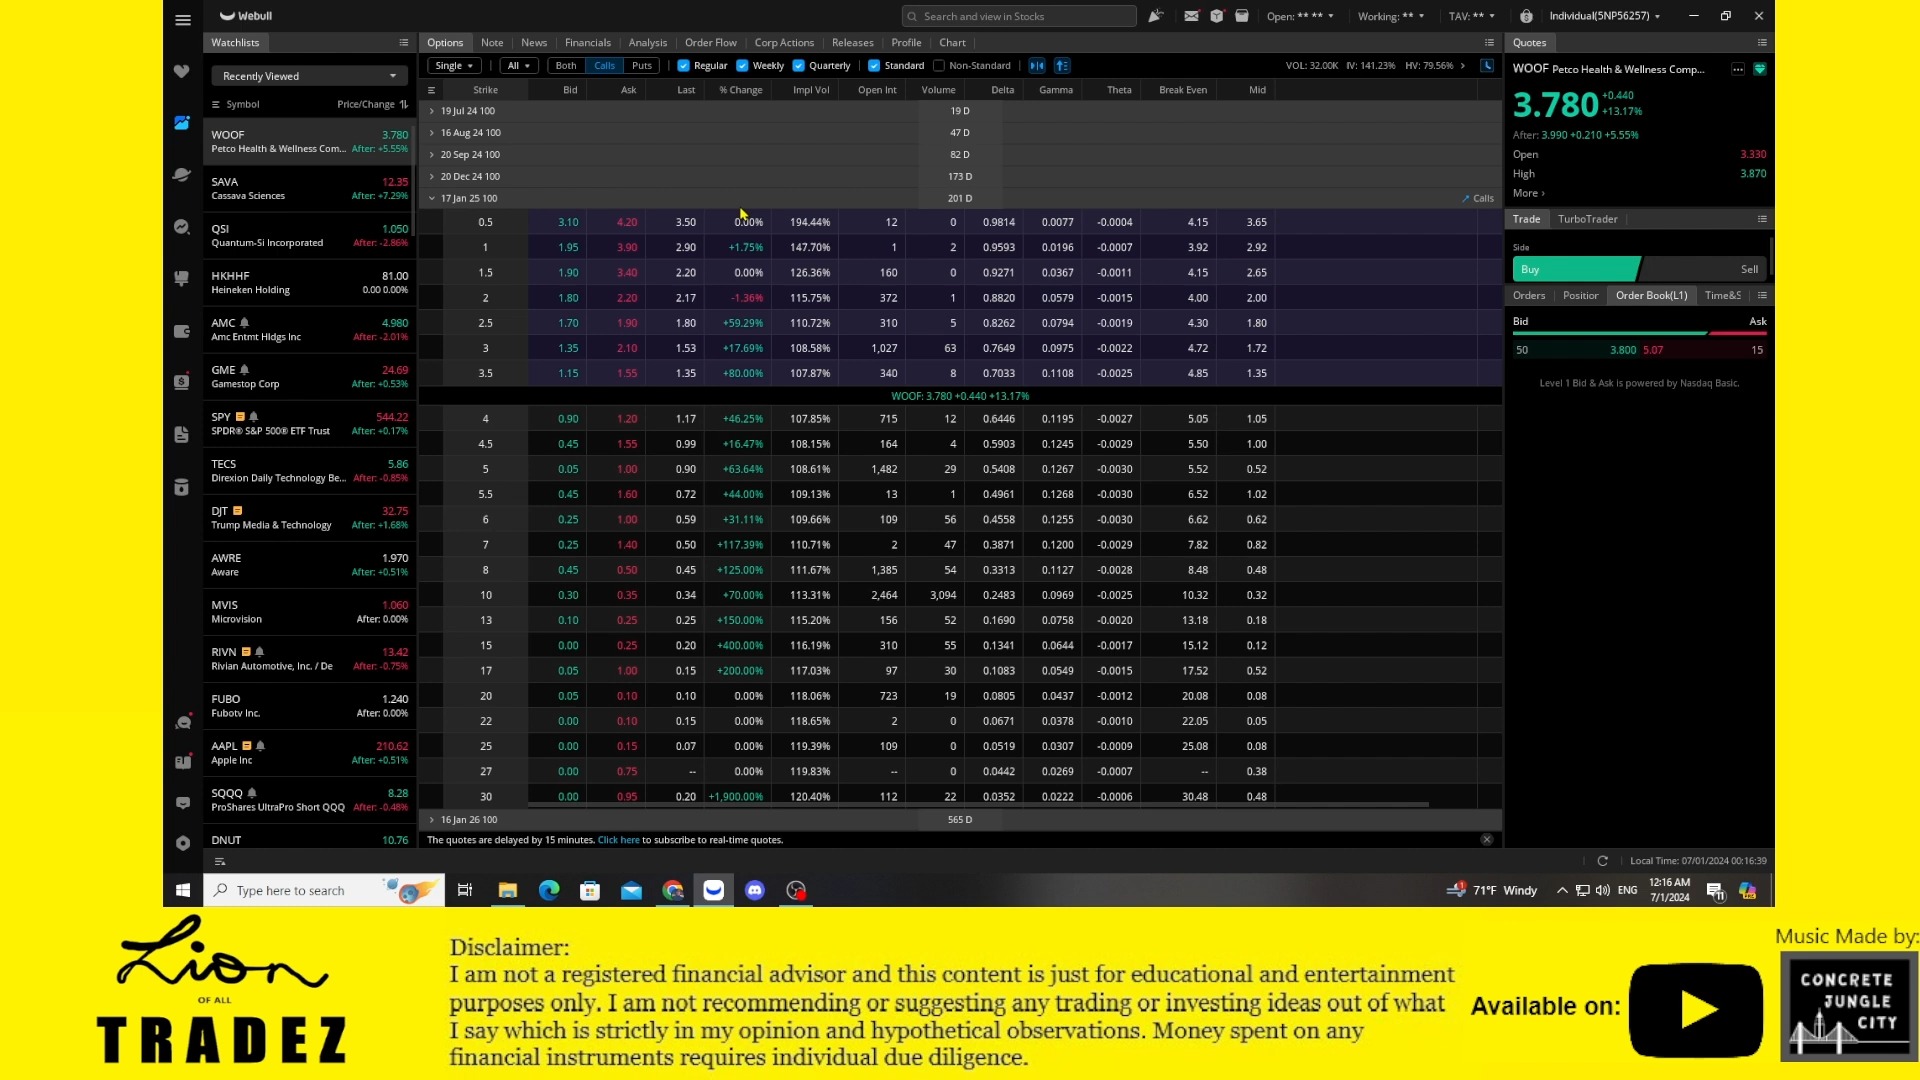 Webull
Search and view in Stocks
Open: ** **
Working: **
TAV: **
Individual(5NP56257)
Watchlists
Options Note News Financials Analysis Order Flow Corp Actions Releases Profile Chart
Quotes
Recently Viewed
Single All Both Calls Puts Regular Weekly Quarterly Standard Non-Standard VOL: 32.00K IV: 141.23% HV: 79.56%
Symbol Price/Change
WOOF 3.780
Petco Health & Wellness Com... After: +5.55%
SAVA 12.35
Cassava Sciences After: +7.29%
QSI 1.050
Quantum-Si Incorporated After: -2.86%
HKHHF 81.00
Heineken Holding 0.00 0.00%
AMC 4.980
Amc Entmt Hldgs Inc After: -2.01%
GME 24.69
Gamestop Corp After: +0.53%
SPY 544.22
SPDR® S&P 500® ETF Trust After: +0.17%
TECS 5.86
Direxion Daily Technology Be... After: -0.85%
DJT 32.75
Trump Media & Technology After: +1.68%
AWRE 1.970
Aware After: +0.51%
MVIS 1.060
Microvision After: 0.00%
RIVN 13.42
Rivian Automotive, Inc. / De After: -0.75%
FUBO 1.240
Fubotv Inc. After: 0.00%
AAPL 210.62
Apple Inc After: +0.51%
SQQQ 8.28
ProShares UltraPro Short QQQ After: -0.48%
DNUT 10.76
Strike Bid Ask Last % Change Impl Vol Open Int Volume Delta Gamma Theta Break Even Mid
19 Jul 24 100 19 D
16 Aug 24 100 47 D
20 Sep 24 100 82 D
20 Dec 24 100 173 D
17 Jan 25 100 201 D Calls
0.5 3.10 4.20 3.50 0.00% 194.44% 12 0 0.9814 0.0077 -0.0004 4.15 3.65
1 1.95 3.90 2.90 +1.75% 147.70% 1 2 0.9593 0.0196 -0.0007 3.92 2.92
1.5 1.90 3.40 2.20 0.00% 126.36% 160 0 0.9271 0.0367 -0.0011 4.15 2.65
2 1.80 2.20 2.17 -1.36% 115.75% 372 1 0.8820 0.0579 -0.0015 4.00 2.00
2.5 1.70 1.90 1.80 +59.29% 110.72% 310 5 0.8262 0.0794 -0.0019 4.30 1.80
3 1.35 2.10 1.53 +17.69% 108.58% 1,027 63 0.7649 0.0975 -0.0022 4.72 1.72
3.5 1.15 1.55 1.35 +80.00% 107.87% 340 8 0.7033 0.1108 -0.0025 4.85 1.35
WOOF: 3.780 +0.440 +13.17%
4 0.90 1.20 1.17 +46.25% 107.85% 715 12 0.6446 0.1195 -0.0027 5.05 1.05
4.5 0.45 1.55 0.99 +16.47% 108.15% 164 4 0.5903 0.1245 -0.0029 5.50 1.00
5 0.05 1.00 0.90 +63.64% 108.61% 1,482 29 0.5408 0.1267 -0.0030 5.52 0.52
5.5 0.45 1.60 0.72 +44.00% 109.13% 13 1 0.4961 0.1268 -0.0030 6.52 1.02
6 0.25 1.00 0.59 +31.11% 109.66% 109 56 0.4558 0.1255 -0.0030 6.62 0.62
7 0.25 1.40 0.50 +117.39% 110.71% 2 47 0.3871 0.1200 -0.0029 7.82 0.82
8 0.45 0.50 0.45 +125.00% 111.67% 1,385 54 0.3313 0.1127 -0.0028 8.48 0.48
10 0.30 0.35 0.34 +70.00% 113.31% 2,464 3,094 0.2483 0.0969 -0.0025 10.32 0.32
13 0.10 0.25 0.25 +150.00% 115.20% 156 52 0.1690 0.0758 -0.0020 13.18 0.18
15 0.00 0.25 0.20 +400.00% 116.19% 310 55 0.1341 0.0644 -0.0017 15.12 0.12
17 0.05 1.00 0.15 +200.00% 117.03% 97 30 0.1083 0.0549 -0.0015 17.52 0.52
20 0.05 0.10 0.10 0.00% 118.06% 723 19 0.0805 0.0437 -0.0012 20.08 0.08
22 0.00 0.10 0.15 0.00% 118.65% 2 0 0.0671 0.0378 -0.0010 22.05 0.05
25 0.00 0.15 0.07 0.00% 119.39% 109 0 0.0519 0.0307 -0.0009 25.08 0.08
27 0.00 0.75 -- 0.00% 119.83% -- 0 0.0442 0.0269 -0.0007 -- 0.38
30 0.00 0.95 0.20 +1,900.00% 120.40% 112 22 0.0352 0.0222 -0.0006 30.48 0.48
16 Jan 26 100 565 D
The quotes are delayed by 15 minutes. Click here to subscribe to real-time quotes.
WOOF Petco Health & Wellness Comp...
3.780 +0.440
+13.17%
After: 3.990 +0.210 +5.55%
Open 3.330
High 3.870
More
Trade TurboTrader
Side
Buy Sell
Orders Positior Order Book(L1) Time&S
Bid Ask
50 3.800 5.07 15
Level 1 Bid & Ask is powered by Nasdaq Basic.
Local Time: 07/01/2024 00:16:39
Type here to search
71°F Windy
ENG
12:16 AM
7/1/2024
11
Lion
OF ALL
TRADEZ
Disclaimer:
I am not a registered financial advisor and this content is just for educational and entertainment
purposes only. I am not recommending or suggesting any trading or investing ideas out of what
I say which is strictly in my opinion and hypothetical observations. Money spent on any
financial instruments requires individual due diligence.
Available on:
Music Made by:
CONCRETE
JUNGLE
CITY